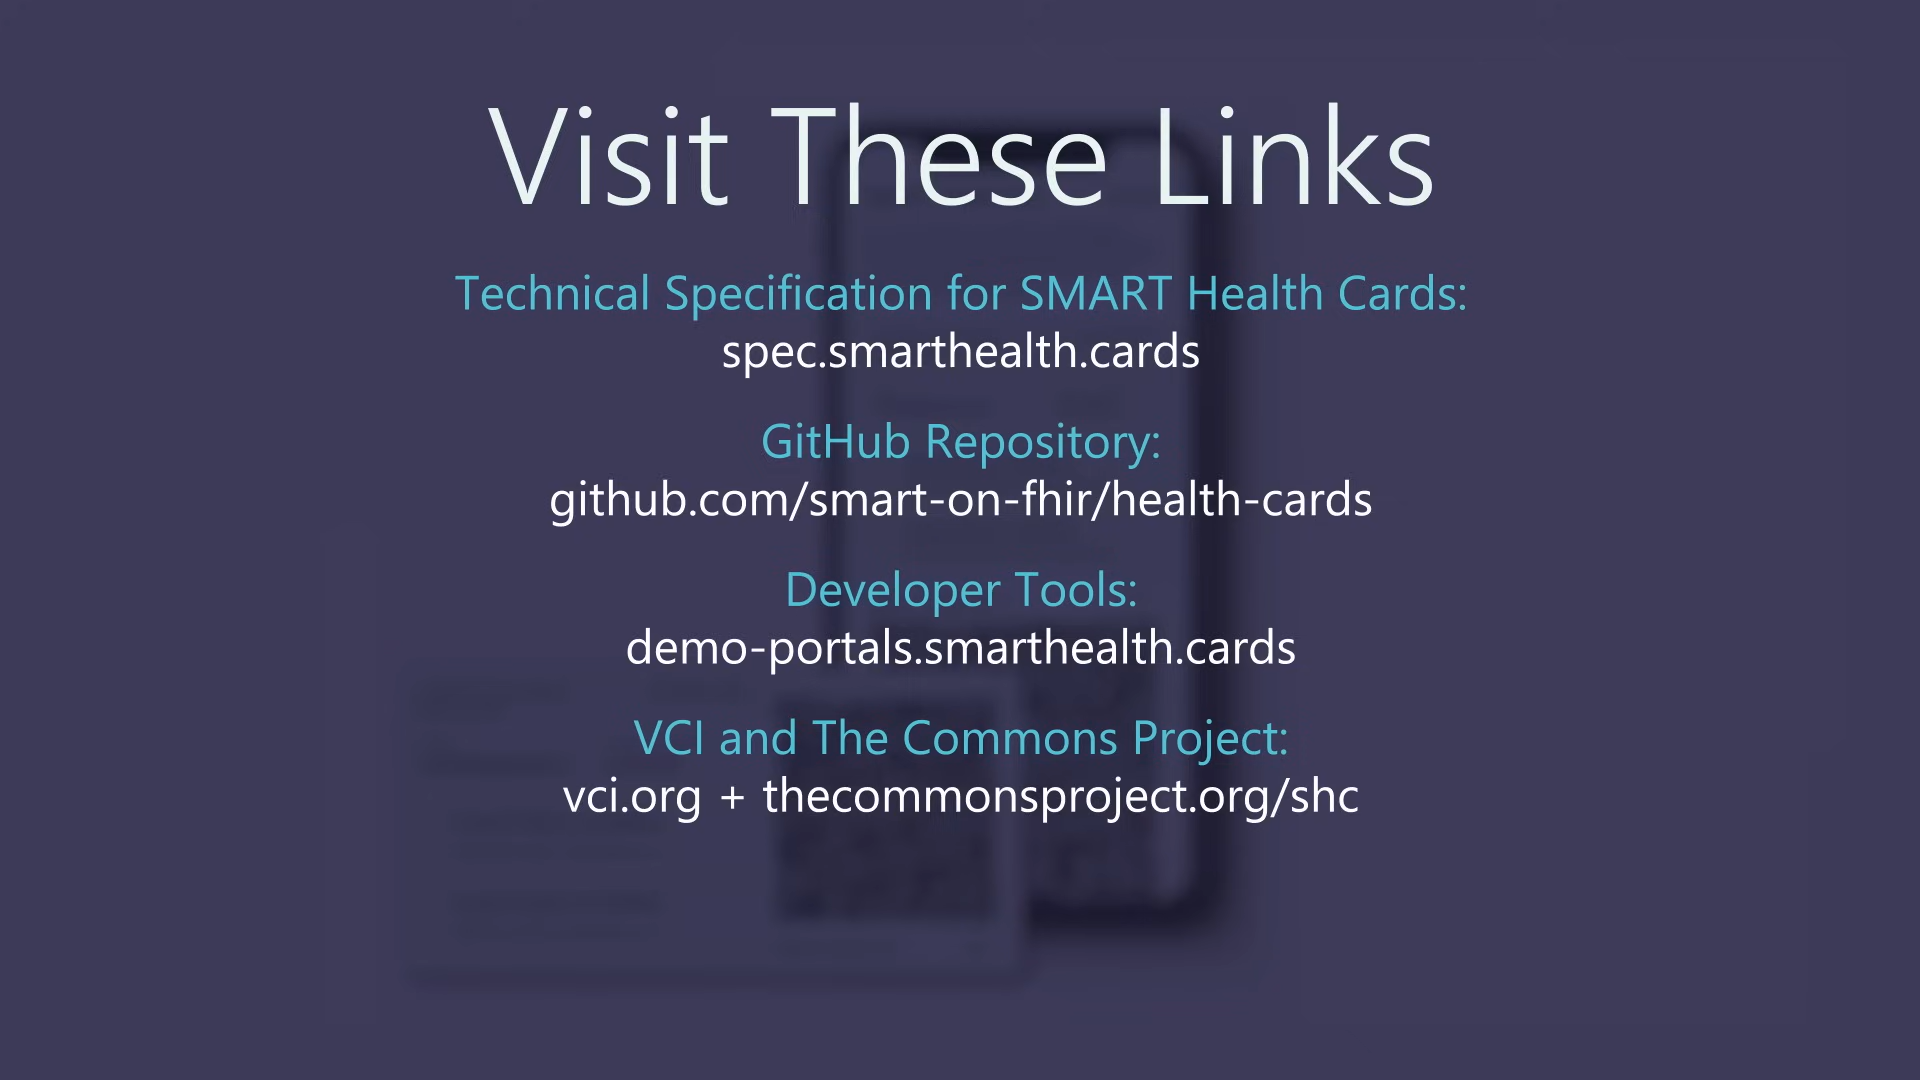 Visit These Links
Technical Specification for SMART Health Cards:
spec.smarthealth.cards
GitHub Repository:
github.com/smart-on-fhir/health-cards
Developer Tools:
demo-portals.smarthealth.cards
VCI and The Commons Project:
vci.org + thecommonsproject.org/shc